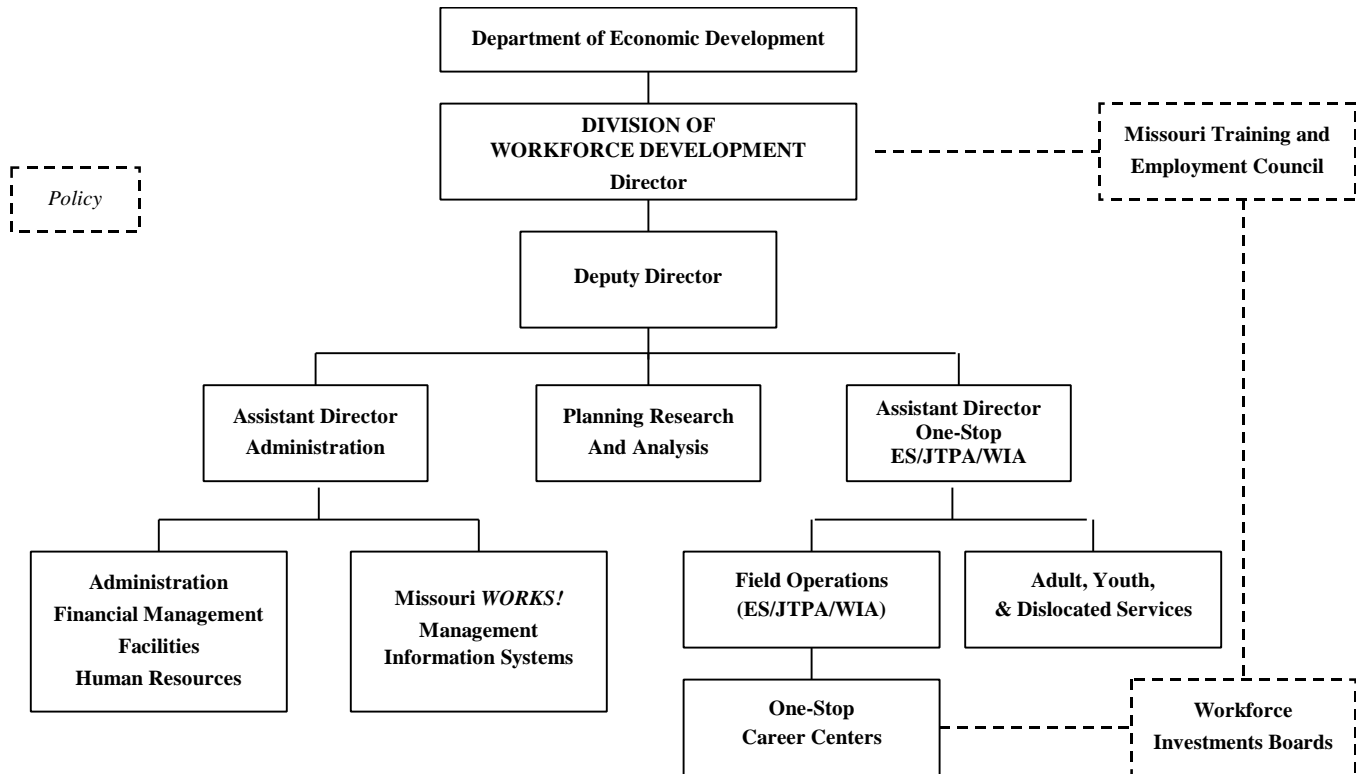 Department of Economic Development
DIVISION OF
WORKFORCE DEVELOPMENT
Director
Missouri Training and
Employment Council
Policy
Deputy Director
Assistant Director
Administration
Planning Research
And Analysis
Assistant Director
One-Stop
ES/JTPA/WIA
Administration
Financial Management
Facilities
Human Resources
Missouri WORKS!
Management
Information Systems
Field Operations
(ES/JTPA/WIA)
Adult, Youth,
& Dislocated Services
One-Stop
Career Centers
Workforce
Investments Boards